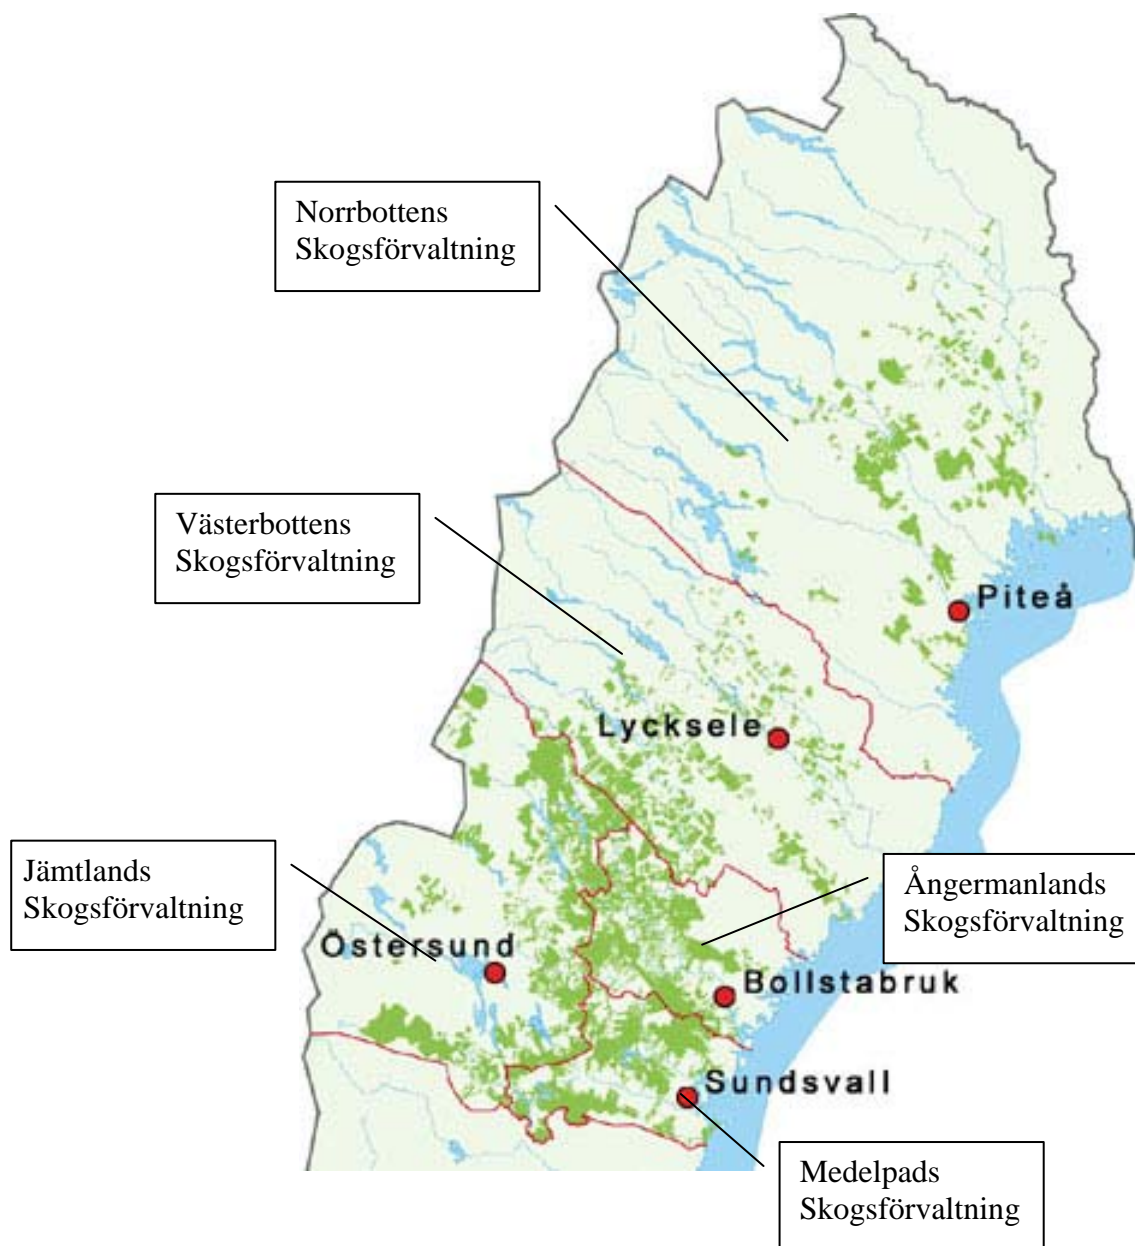 Norrbottens
Skogsförvaltning
Västerbottens
Skogsförvaltning
Piteå
Lycksele
Jämtlands
Skogsförvaltning
Ångermanlands
Skogsförvaltning
Östersund
Bollstabruk
Sundsvall
Medelpads
Skogsförvaltning